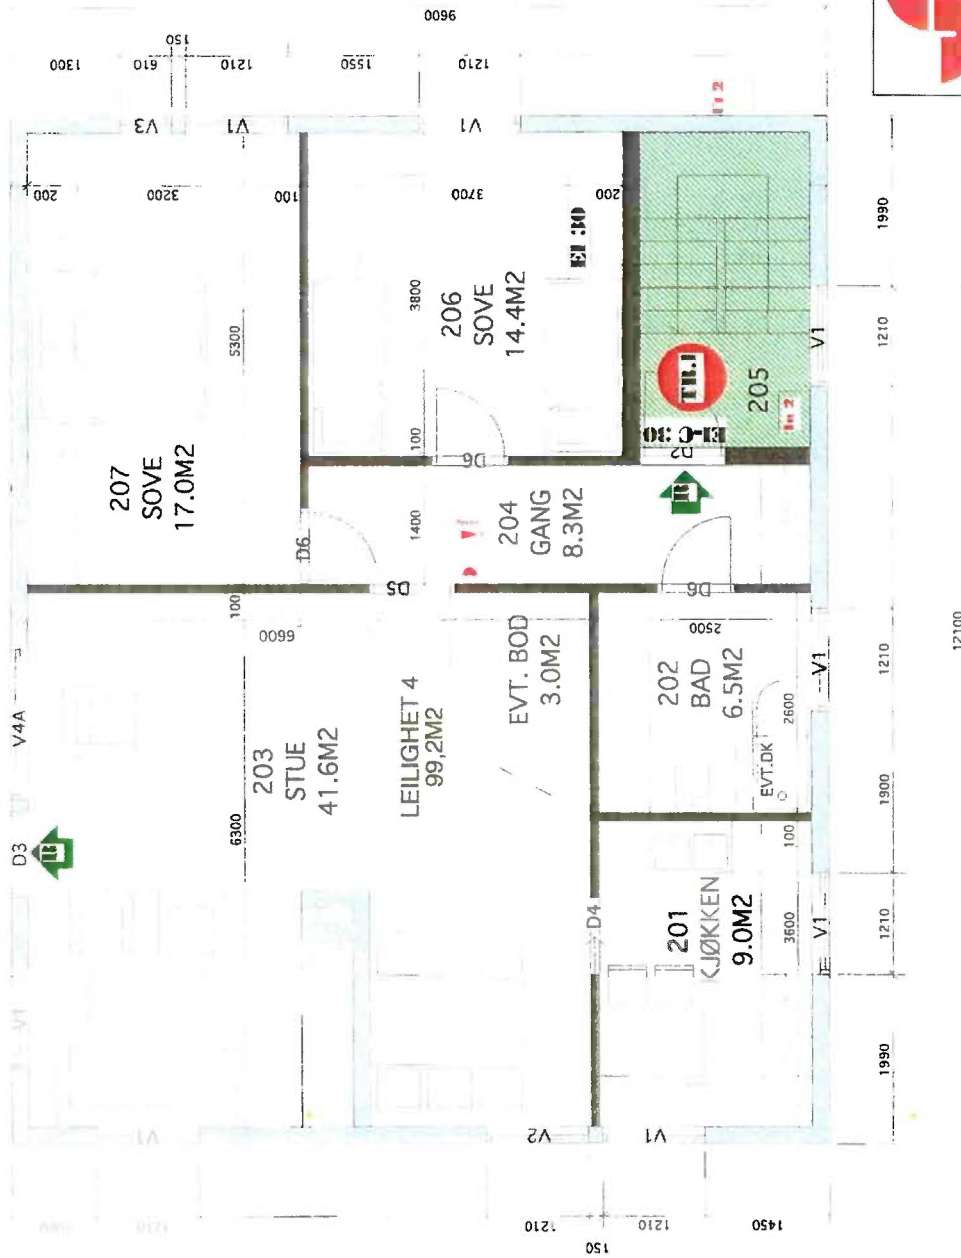 9600
1300
610
150
1210
1550
1210
V3
V1
V1
200
3200
100
3700
200
5300
3800
207
SOVE
17.0M2
206
SOVE
14.4M2
EI 30
TR.1
205
EI-C 30
D2
V1
1990
1210
D6
100
1400
D6
204
GANG
8.3M2
D5
D6
100
6600
2500
V4A
203
STUE
41.6M2
LEILIGHET 4
99,2M2
EVT. BOD
3.0M2
202
BAD
6.5M2
2600
EVT.DK
V1
1210
12100
D3
6300
1900
100
D4
201
KJØKKEN
9.0M2
3600
V1
1210
V1
1990
V1
V2
V1
1210
1210
150
1210
1450